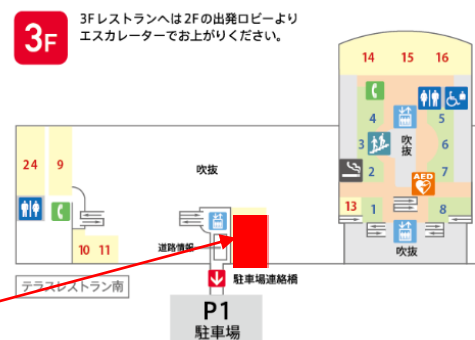 3F
3Fレストランへは2Fの出発ロビーより
エスカレーターでお上がりください。
14 15 16
4 5
3 吹抜 6
2 AED 7
24 9
吹抜
13 1 8
10 11
道路情報
吹抜
テラスレストラン南
駐車場連絡橋
P1
駐車場